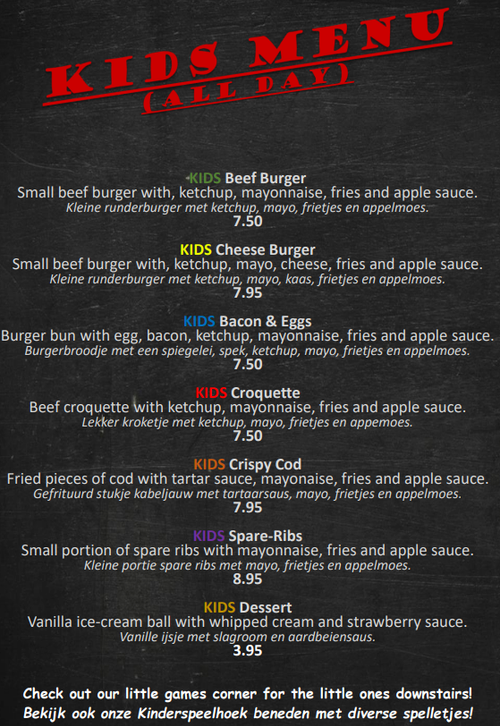 KIDS MENU
(ALL DAY)
KIDS Beef Burger
Small beef burger with, ketchup, mayonnaise, fries and apple sauce.
Kleine runderburger met ketchup, mayo, frietjes en appelmoes.
7.50
KIDS Cheese Burger
Small beef burger with, ketchup, mayo, cheese, fries and apple sauce.
Kleine runderburger met ketchup, mayo, kaas, frietjes en appelmoes.
7.95
KIDS Bacon & Eggs
Burger bun with egg, bacon, ketchup, mayonnaise, fries and apple sauce.
Burgerbroodje met een spiegelei, spek, ketchup, mayo, frietjes en appelmoes.
7.50
KIDS Croquette
Beef croquette with ketchup, mayonnaise, fries and apple sauce.
Lekker kroketje met ketchup, mayo, frietjes en appemoes.
7.50
KIDS Crispy Cod
Fried pieces of cod with tartar sauce, mayonaise, fries and apple sauce.
Gefrituurd stukje kabeljauw met tartaarsaus, mayo, frietjes en appelmoes.
7.95
KIDS Spare-Ribs
Small portion of spare ribs with mayonnaise, fries and apple sauce.
Kleine portie spare ribs met mayo, frietjes en appelmoes.
8.95
KIDS Dessert
Vanilla ice-cream ball with whipped cream and strawberry sauce.
Vanille ijsje met slagroom en aardbeiensaus.
3.95
Check out our little games corner for the little ones downstairs!
Bekijk ook onze Kinderspeelhoek beneden met diverse spelletjes!